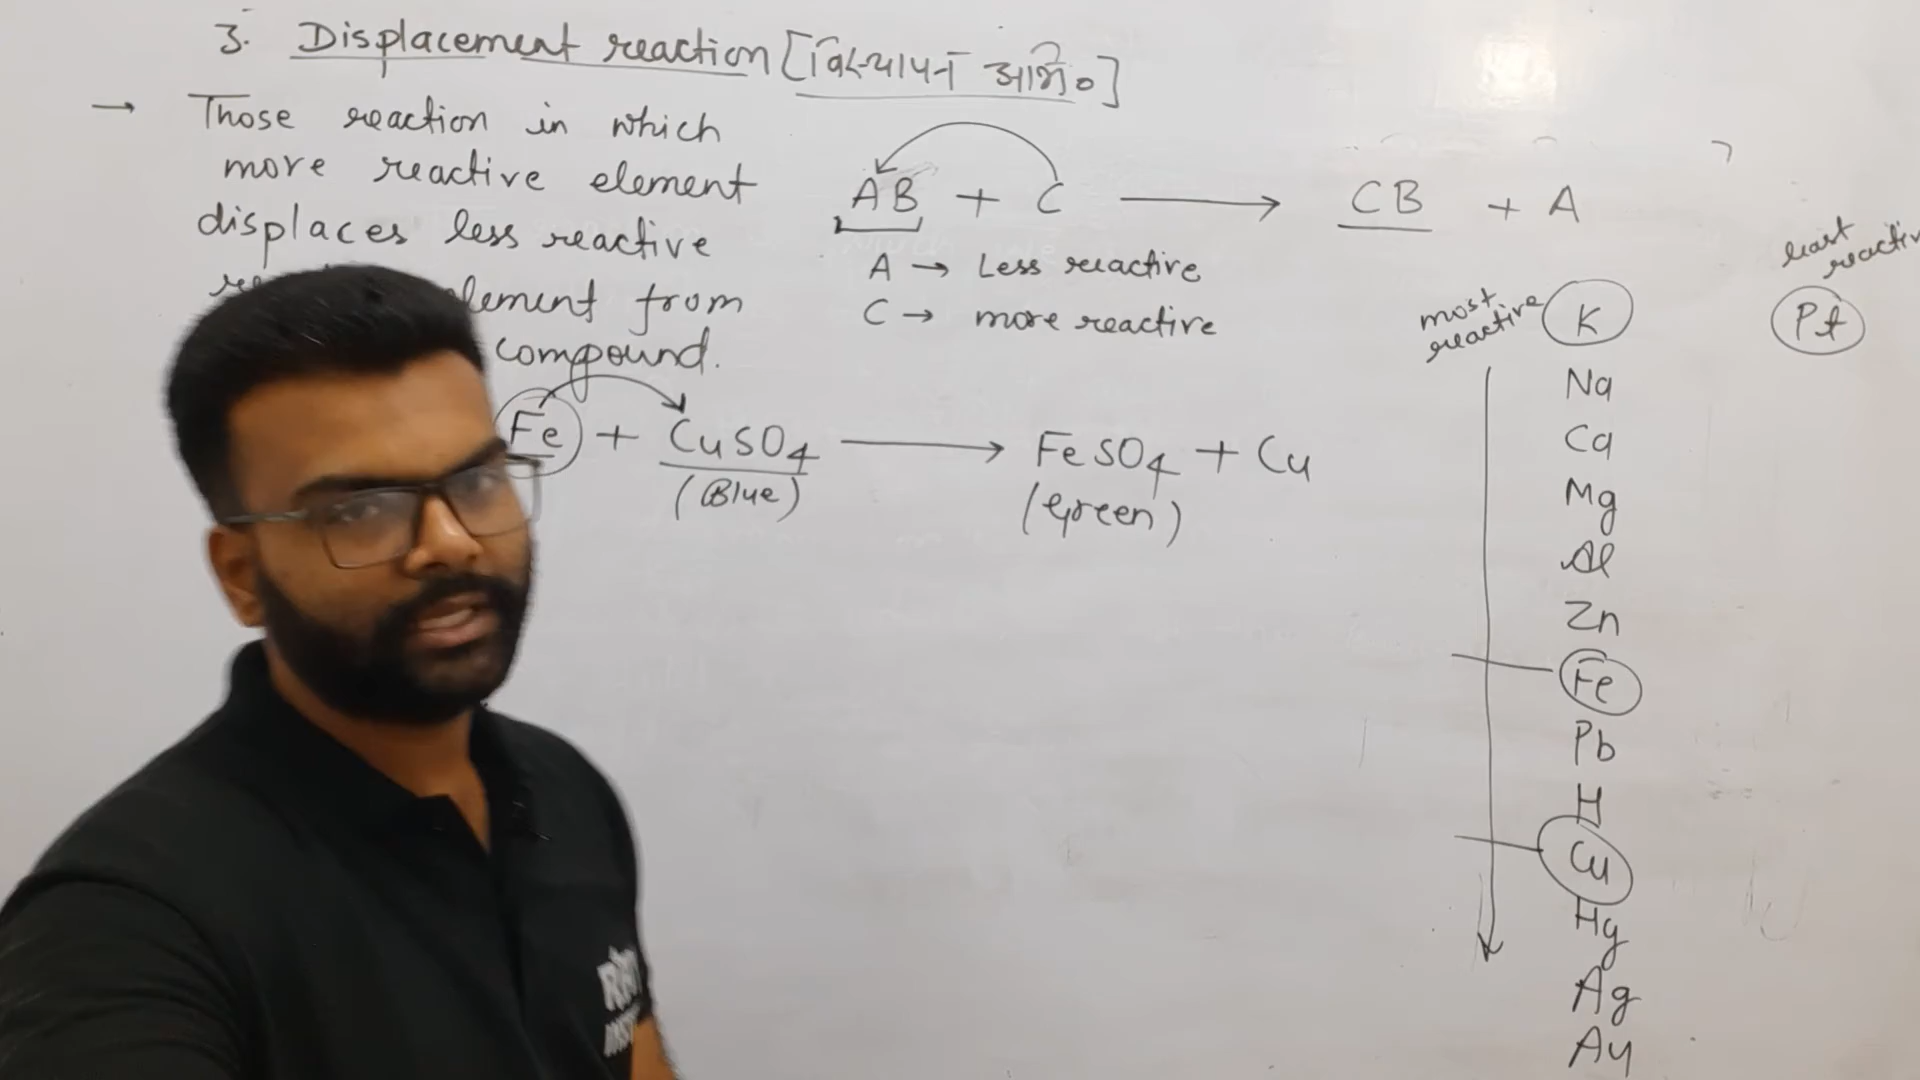 3. Displacement reaction [विस्थापन अभि०]
→ Those reaction in which
more reactive element
displaces less reactive
element from
compound.
AB + C → CB + A
A → Less reactive
C → more reactive
Fe + CuSO4 → FeSO4 + Cu
(Blue) (Green)
most reactive
K
Na
Ca
Mg
Al
Zn
Fe
Pb
H
Cu
Hg
Ag
Au
least
Pt